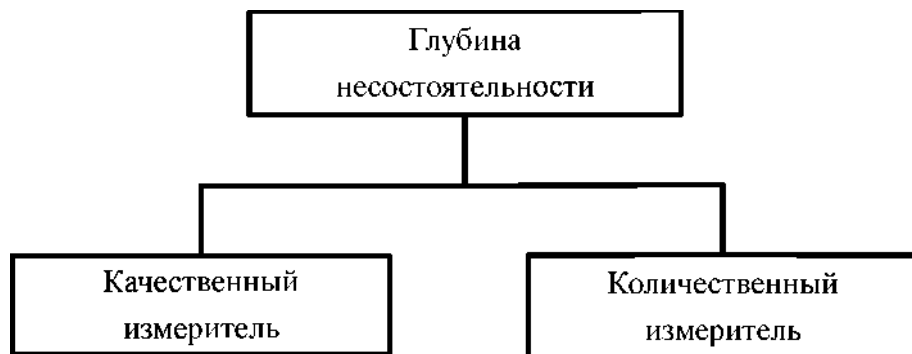 Глубина
несостоятельности
Качественный
измеритель
Количественный
измеритель